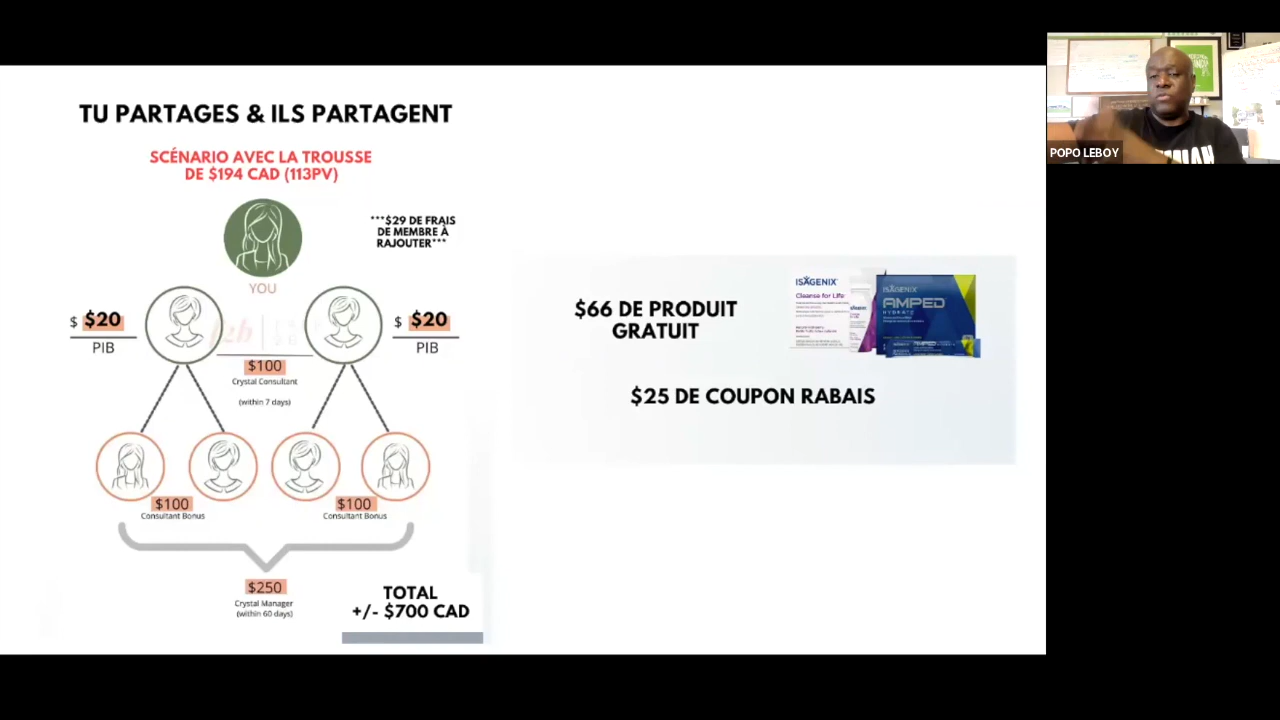 TU PARTAGES & ILS PARTAGENT
SCÉNARIO AVEC LA TROUSSE
DE $194 CAD (113PV)
***$29 DE FRAIS
DE MEMBRE À
RAJOUTER***
YOU
$ $20
PIB
$ $20
PIB
$100
Crystal Consultant
(within 7 days)
$100
Consultant Bonus
$100
Consultant Bonus
$250
Crystal Manager
(within 60 days)
TOTAL
+/- $700 CAD
$66 DE PRODUIT
GRATUIT
ISAGENIX
Cleanse for Life
ISAGENIX
AMPED
HYDRATE
AMPED
$25 DE COUPON RABAIS
POPO LEBOY